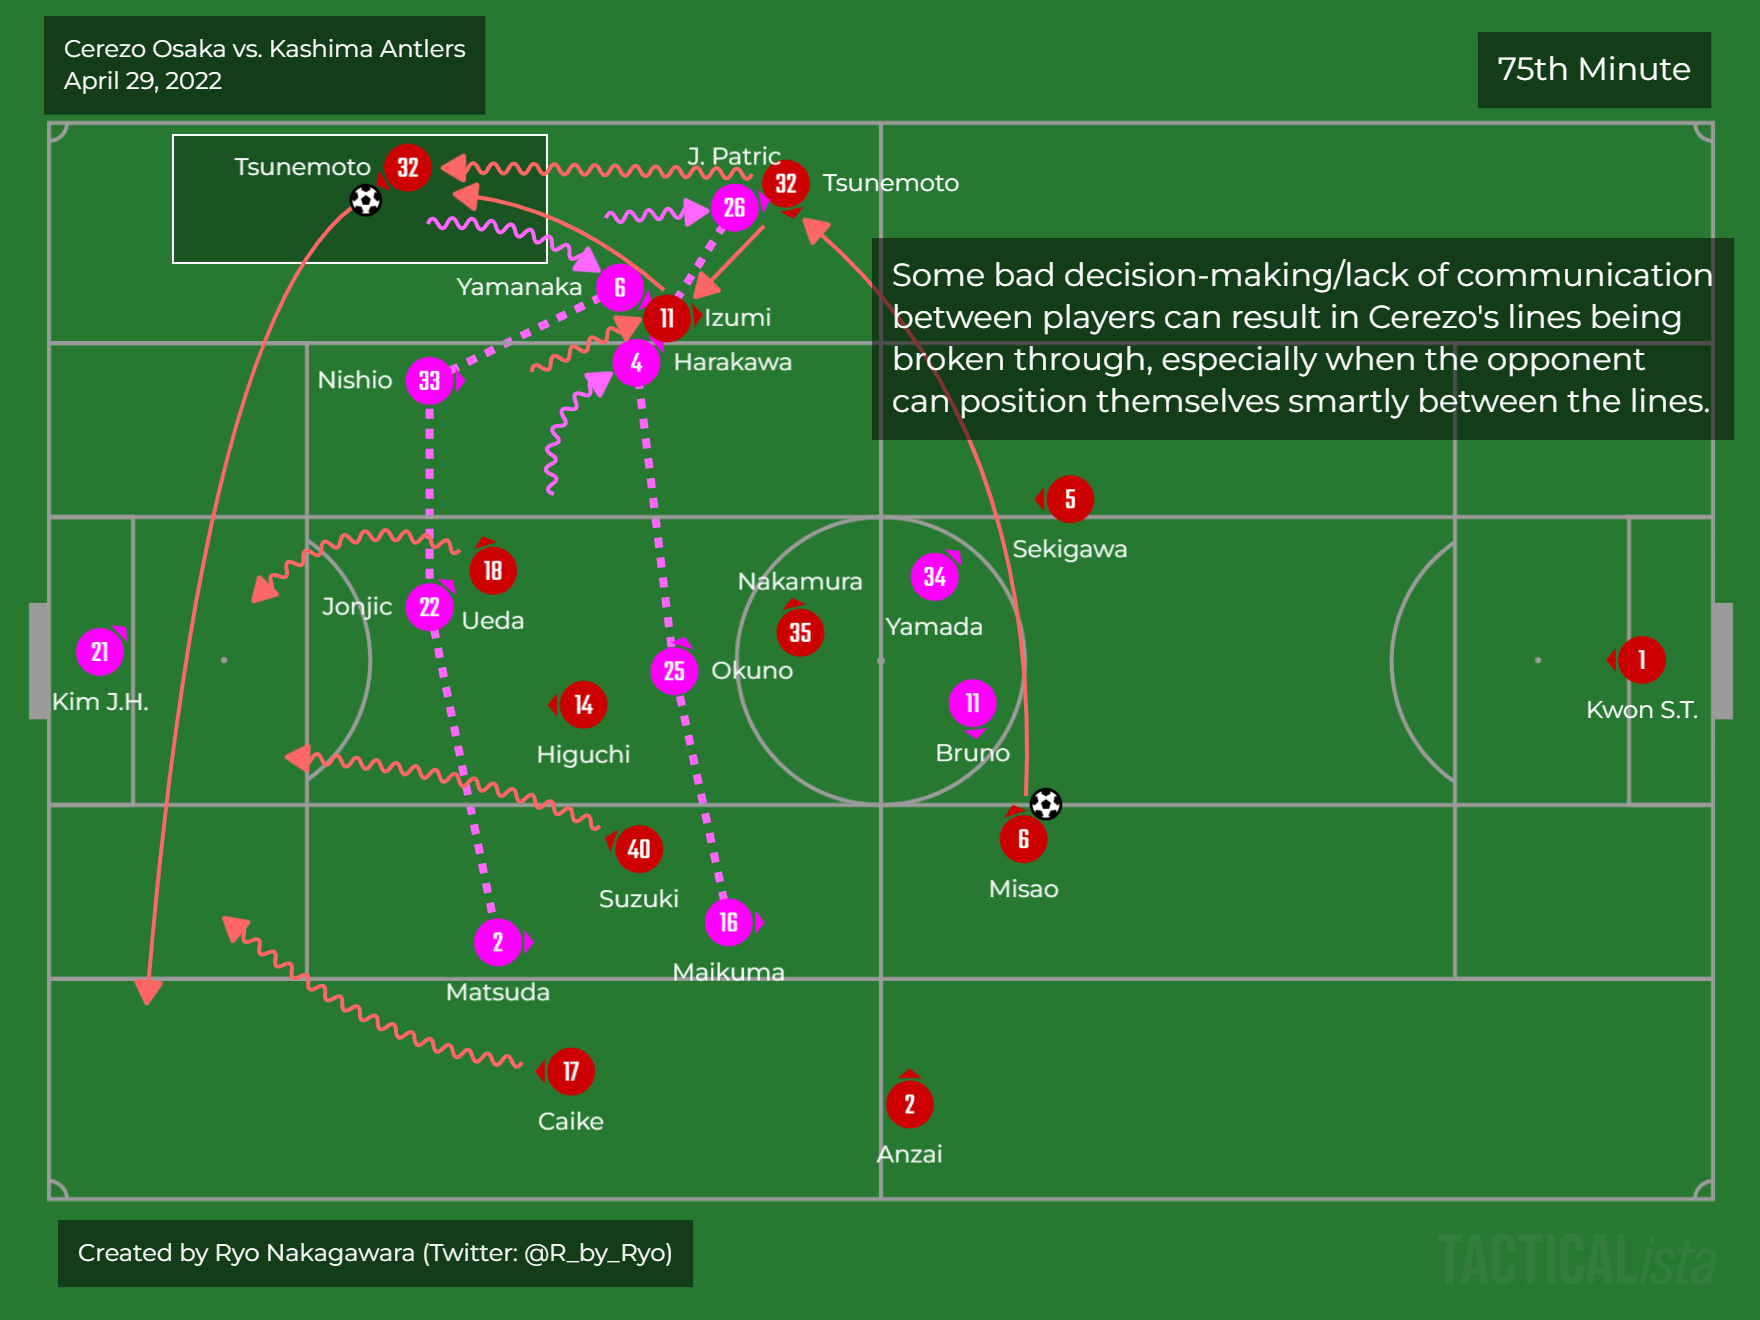 Cerezo Osaka vs. Kashima Antlers
April 29, 2022
75th Minute
Tsunemoto
32
J. Patric
26
32
Tsunemoto
Yamanaka
6
11
Izumi
Some bad decision-making/lack of communication
between players can result in Cerezo's lines being
broken through, especially when the opponent
can position themselves smartly between the lines.
Nishio
33
4
Harakawa
5
Sekigawa
18
Ueda
Jonjic
22
Nakamura
35
34
Yamada
21
Kim J.H.
25
Okuno
14
Higuchi
11
Bruno
1
Kwon S.T.
40
Suzuki
6
Misao
2
Matsuda
16
Maikuma
17
Caike
2
Anzai
Created by Ryo Nakagawara (Twitter: @R_by_Ryo)
TACTICALista